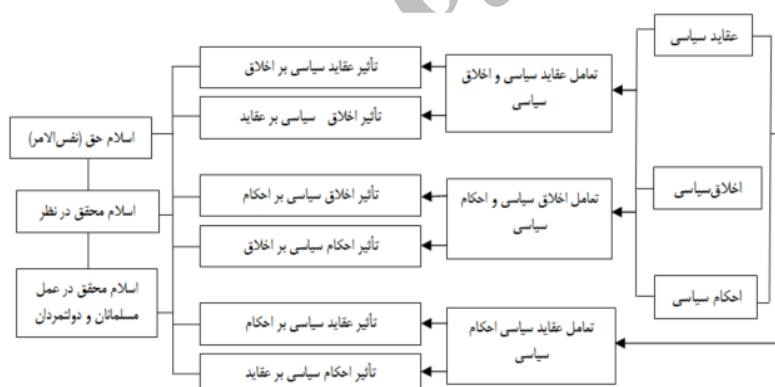 عقاید سیاسی
اخلاق‌سیاسی
احکام سیاسی
تعامل عقاید سیاسی و اخلاق
سیاسی
تعامل اخلاق سیاسی و احکام
سیاسی
تعامل عقاید سیاسی احکام
سیاسی
تأثیر عقاید سیاسی بر اخلاق
تأثیر اخلاق سیاسی بر عقاید
تأثیر اخلاق سیاسی بر احکام
تأثیر احکام سیاسی بر اخلاق
تأثیر عقاید سیاسی بر احکام
تأثیر احکام سیاسی بر عقاید
اسلام حق (نفس‌الامر)
اسلام محقق در نظر
اسلام محقق در عمل
مسلمانان و دولتمردان